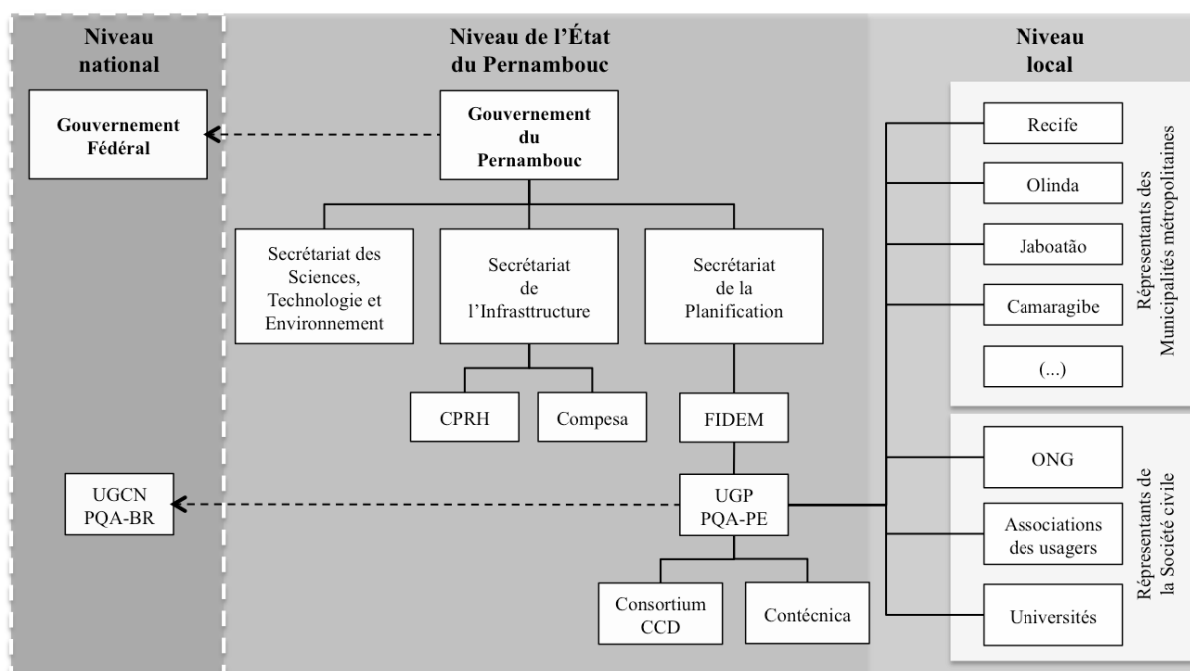 Niveau
national
Niveau de l’État
du Pernambouc
Niveau
local
Gouvernement
Fédéral
Gouvernement
du
Pernambouc
Secrétariat des
Sciences,
Technologie et
Environnement
Secrétariat
de
l’Infrasttructure
Secrétariat
de la
Planification
CPRH
Compesa
FIDEM
UGCN
PQA-BR
UGP
PQA-PE
Consortium
CCD
Contécnica
Recife
Olinda
Jaboatão
Camaragibe
(...)
Répresentants des
Municipalités métropolitaines
ONG
Associations
des usagers
Universités
Répresentants de
la Société civile